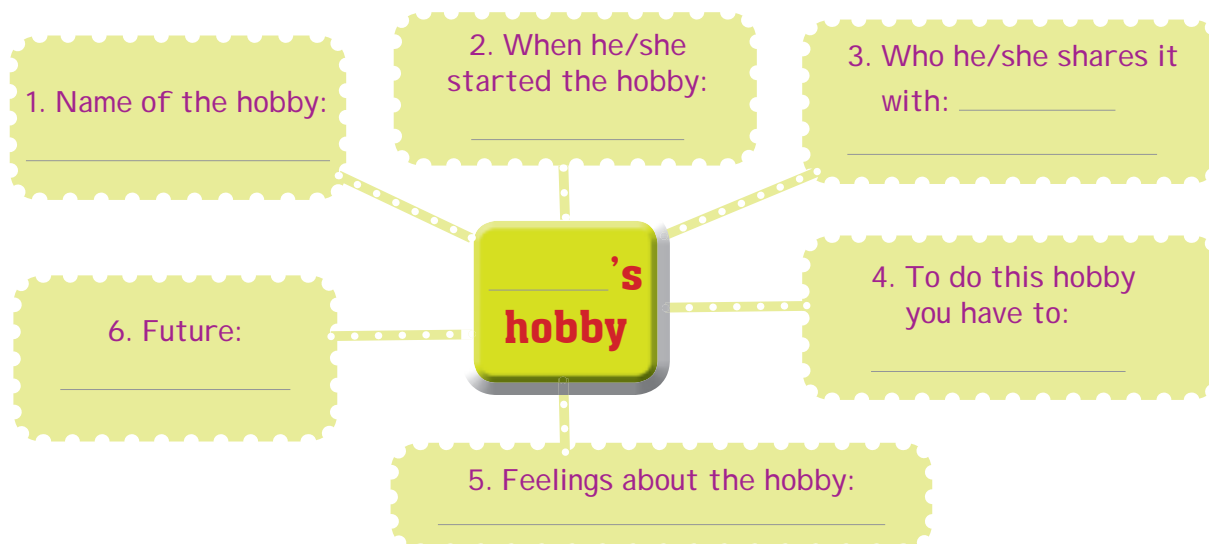 1. Name of the hobby:
2. When he/she
started the hobby:
3. Who he/she shares it
with:
4. To do this hobby
you have to:
5. Feelings about the hobby:
6. Future:
's
hobby